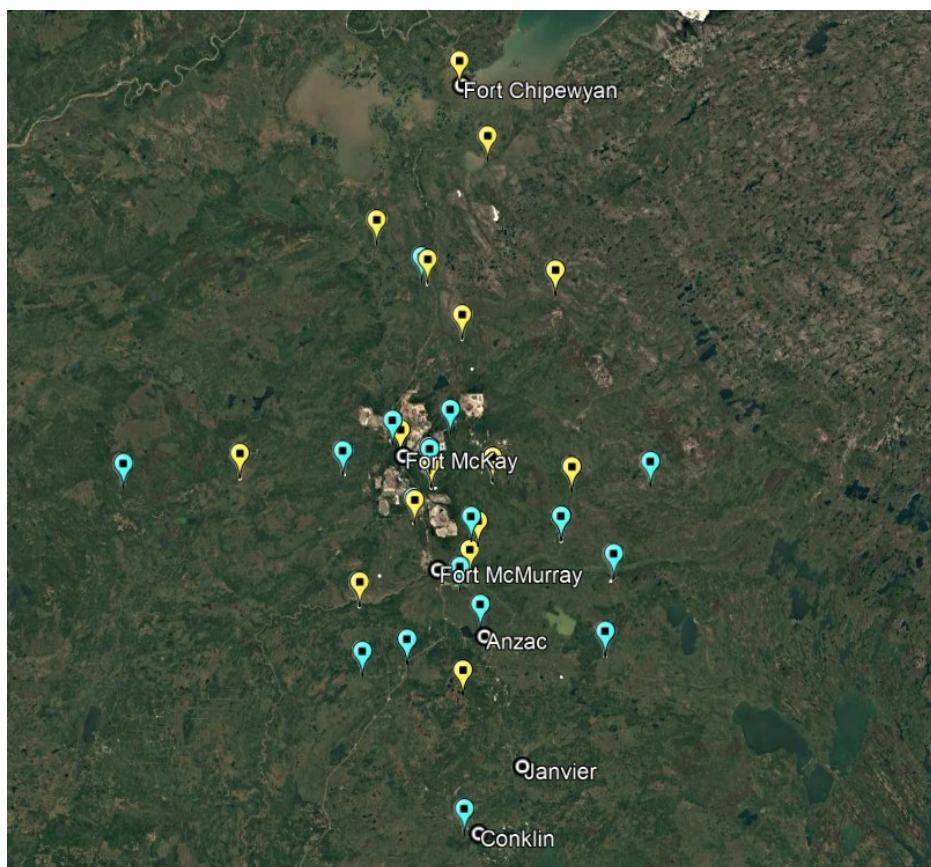 Fort Chipewyan
Fort McKay
Fort McMurray
Anzac
Janvier
Conklin